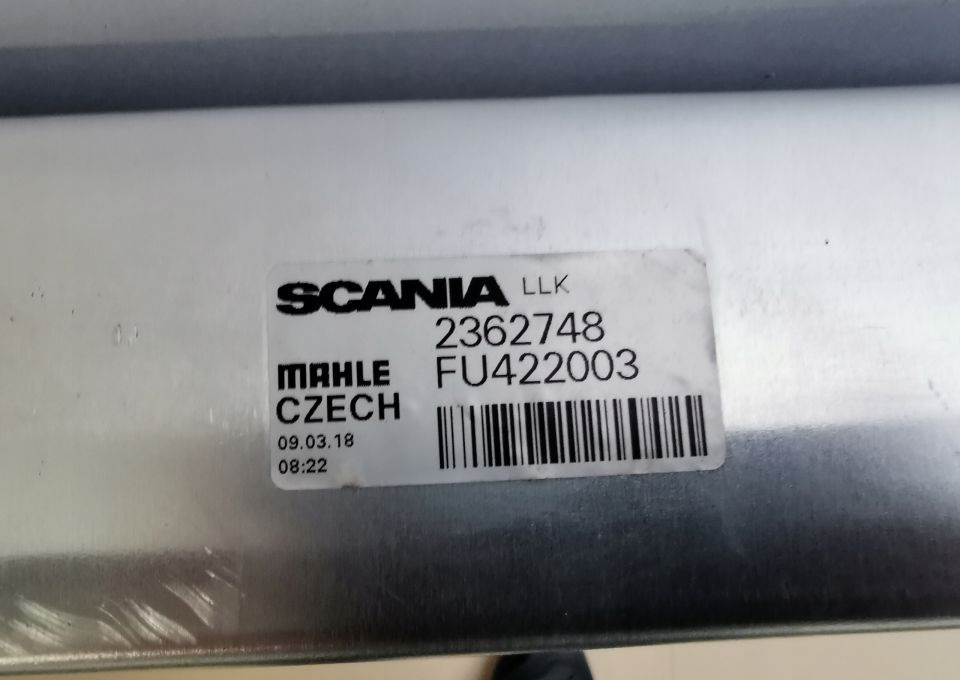 SCANIA LLK
2362748
MAHLE FU422003
CZECH
09.03.18
08:22